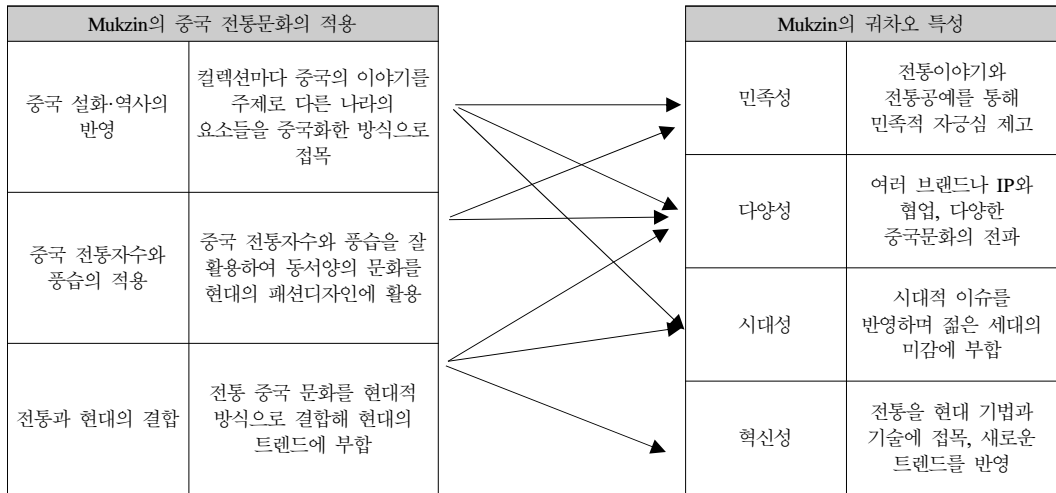 Mukzin의 중국 전통문화의 적용
중국 설화·역사의
반영
컬렉션마다 중국의 이야기를
주제로 다른 나라의
요소들을 중국화한 방식으로
접목
중국 전통자수와
풍습의 적용
중국 전통자수와 풍습을 잘
활용하여 동서양의 문화를
현대의 패션디자인에 활용
전통과 현대의 결합
전통 중국 문화를 현대적
방식으로 결합해 현대의
트렌드에 부합
Mukzin의 궈차오 특성
민족성
전통이야기와
전통공예를 통해
민족적 자긍심 제고
다양성
여러 브랜드나 IP와
협업, 다양한
중국문화의 전파
시대성
시대적 이슈를
반영하며 젊은 세대의
미감에 부합
혁신성
전통을 현대 기법과
기술에 접목, 새로운
트렌드를 반영